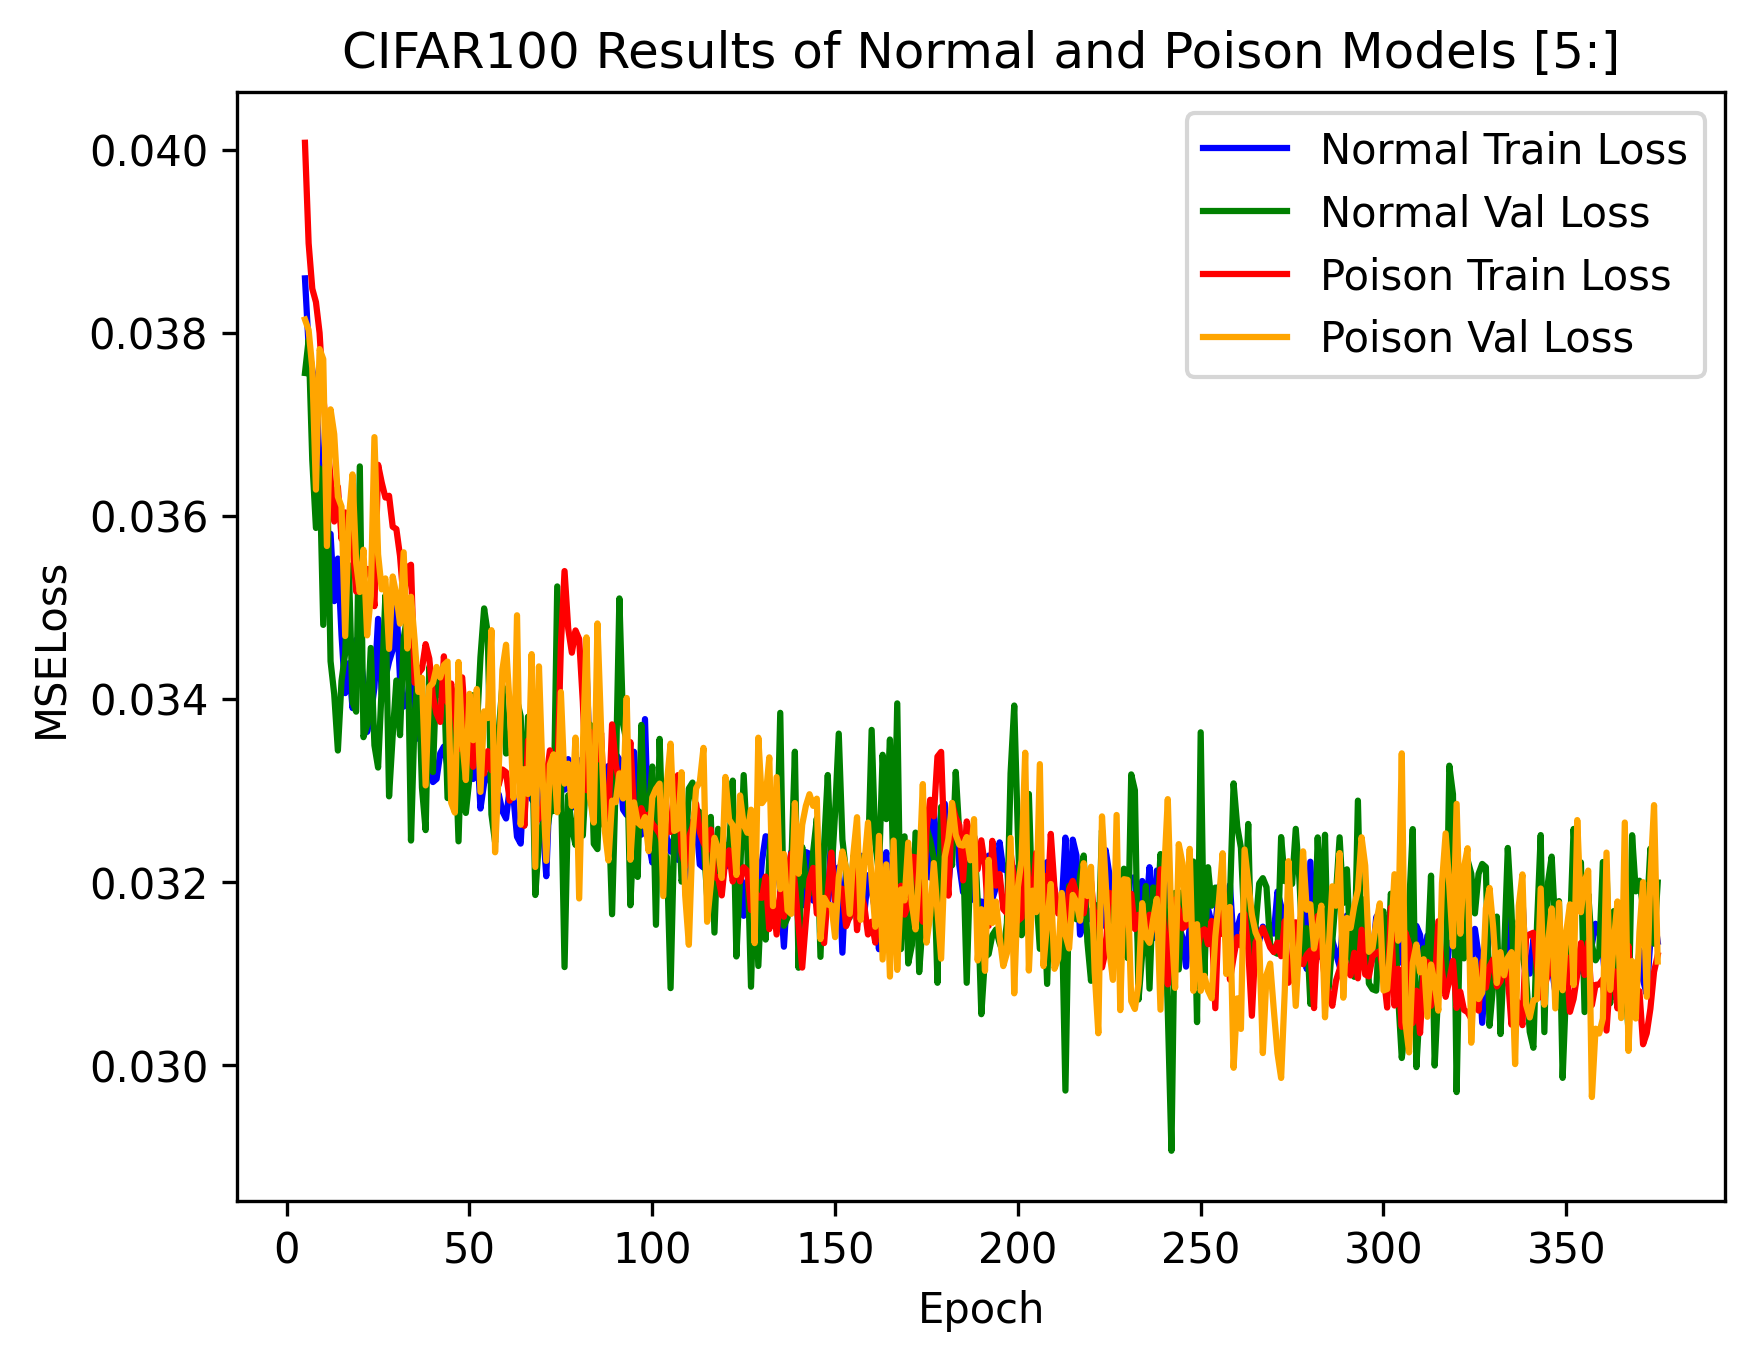 CIFAR100 Results of Normal and Poison Models [5:]
Normal Train Loss
Normal Val Loss
Poison Train Loss
Poison Val Loss
MSELoss
0.040
0.038
0.036
0.034
0.032
0.030
0 50 100 150 200 250 300 350
Epoch